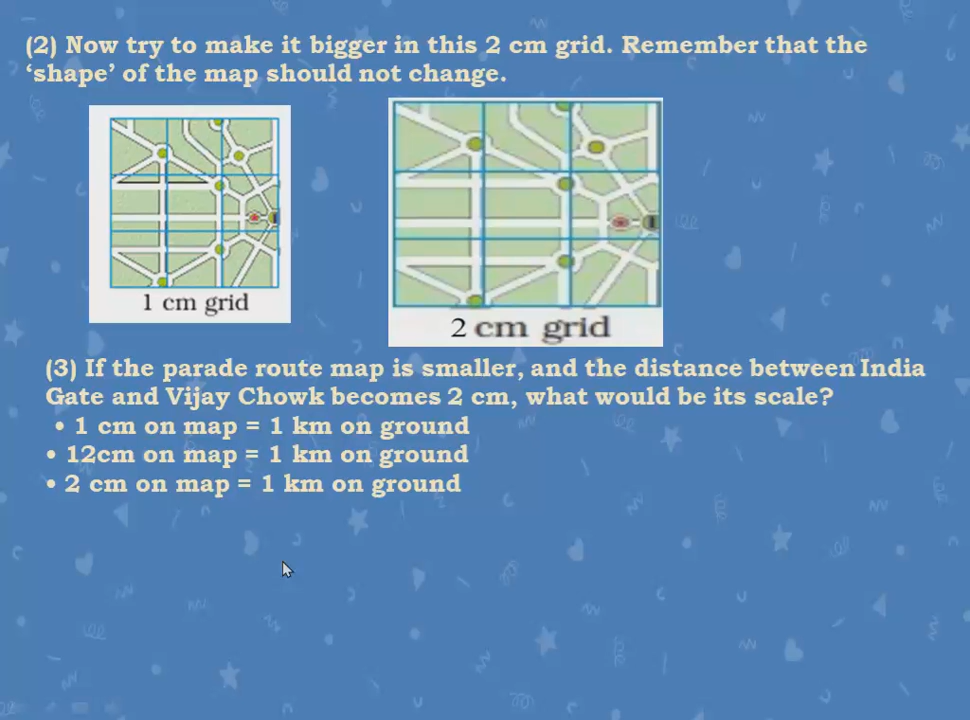 (2) Now try to make it bigger in this 2 cm grid. Remember that the
‘shape’ of the map should not change.
1 cm grid
2 cm grid
(3) If the parade route map is smaller, and the distance between India
Gate and Vijay Chowk becomes 2 cm, what would be its scale?
• 1 cm on map = 1 km on ground
• 12cm on map = 1 km on ground
• 2 cm on map = 1 km on ground